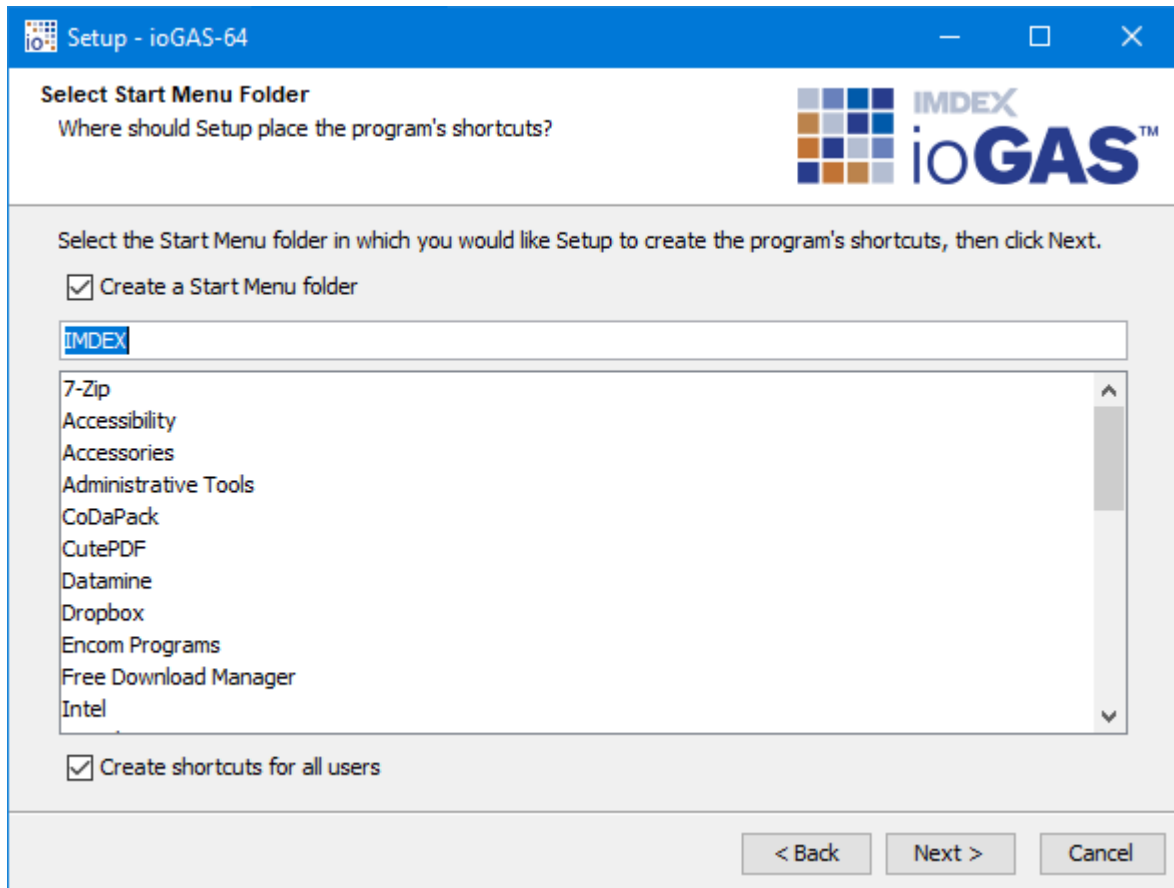 io
Setup - ioGAS-64
Select Start Menu Folder
Where should Setup place the program's shortcuts?
IMDEX
ioGAS™
Select the Start Menu folder in which you would like Setup to create the program's shortcuts, then click Next.
Create a Start Menu folder
IMDEX
7-Zip
Accessibility
Accessories
Administrative Tools
CoDaPack
CutePDF
Datamine
Dropbox
Encom Programs
Free Download Manager
Intel
Create shortcuts for all users
< Back Next > Cancel